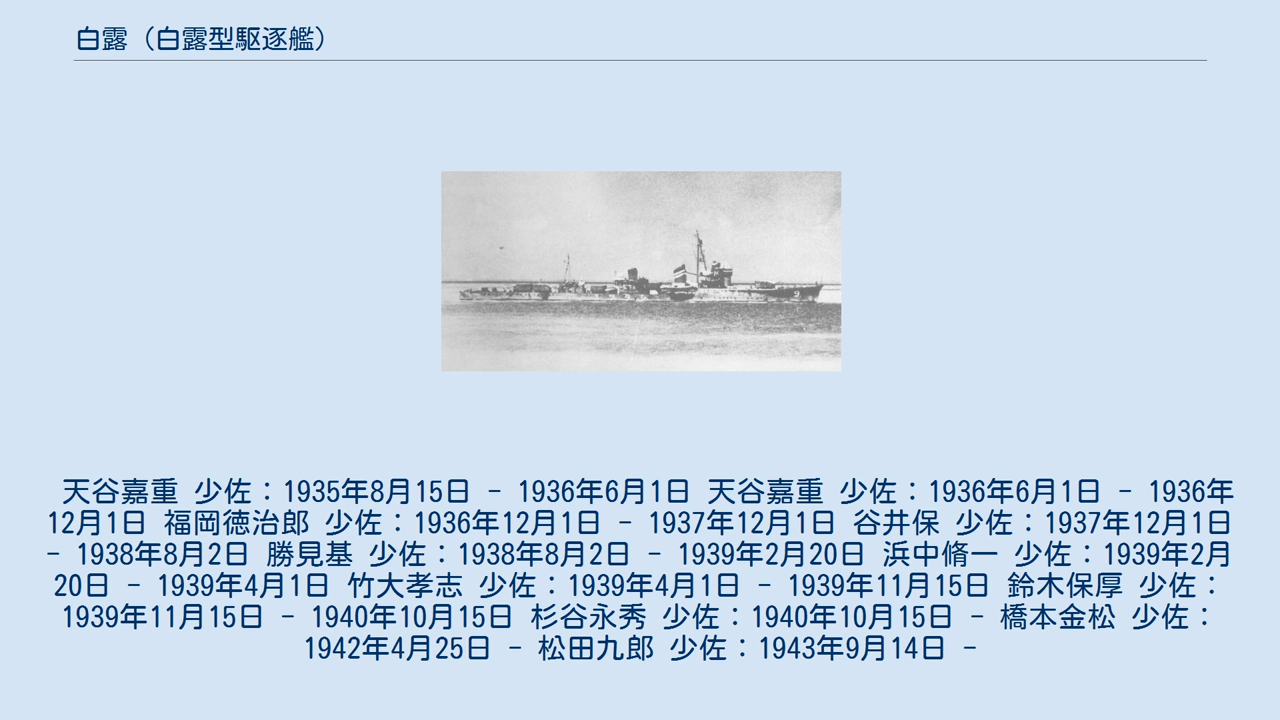 白露（白露型駆逐艦）
天谷嘉重 少佐：1935年8月15日 - 1936年6月1日 天谷嘉重 少佐：1936年6月1日 - 1936年
12月1日 福岡徳治郎 少佐：1936年12月1日 - 1937年12月1日 谷井保 少佐：1937年12月1日
- 1938年8月2日 勝見基 少佐：1938年8月2日 - 1939年2月20日 浜中脩一 少佐：1939年2月
20日 - 1939年4月1日 竹大孝志 少佐：1939年4月1日 - 1939年11月15日 鈴木保厚 少佐：
1939年11月15日 - 1940年10月15日 杉谷永秀 少佐：1940年10月15日 - 橋本金松 少佐：
1942年4月25日 - 松田九郎 少佐：1943年9月14日 -